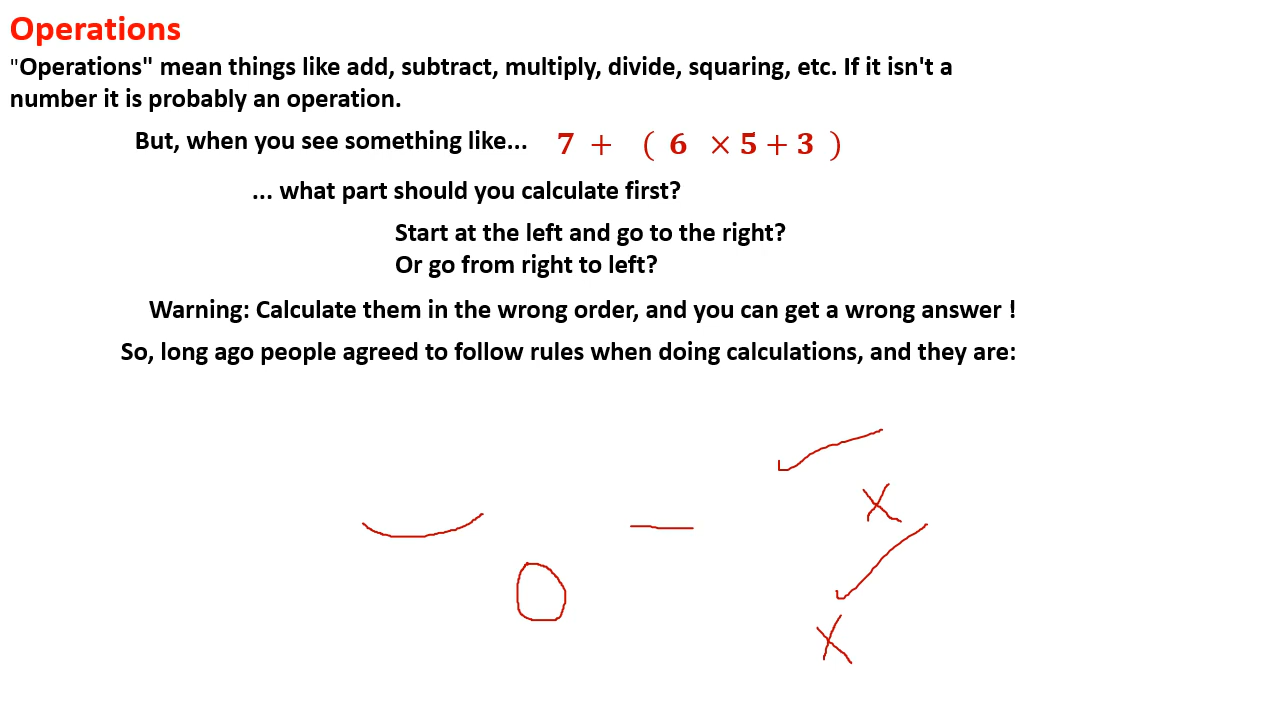 Operations
"Operations" mean things like add, subtract, multiply, divide, squaring, etc. If it isn't a
number it is probably an operation.
But, when you see something like... 7 + ( 6 × 5 + 3 )
... what part should you calculate first?
Start at the left and go to the right?
Or go from right to left?
Warning: Calculate them in the wrong order, and you can get a wrong answer !
So, long ago people agreed to follow rules when doing calculations, and they are: